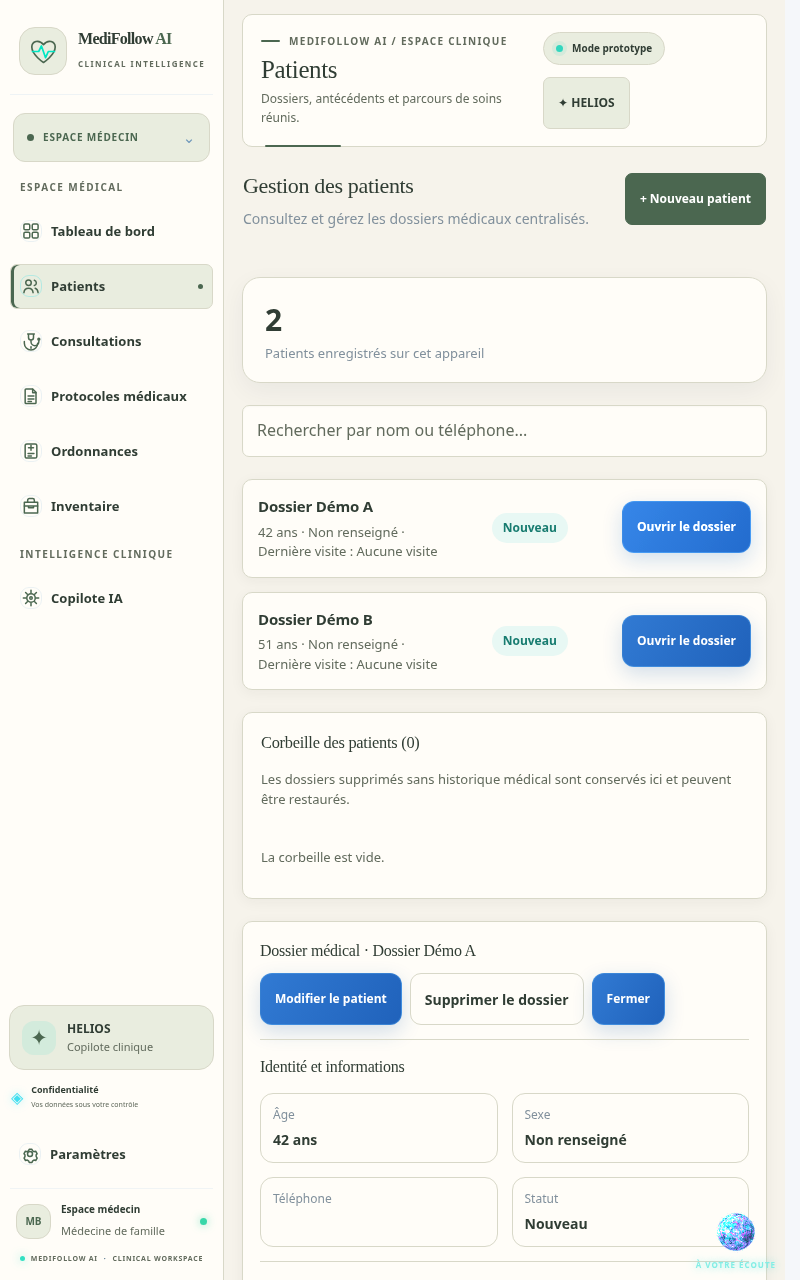 MediFollow AI
CLINICAL INTELLIGENCE
ESPACE MÉDECIN
ESPACE MÉDICAL
Tableau de bord
Patients
Consultations
Protocoles médicaux
Ordonnances
Inventaire
INTELLIGENCE CLINIQUE
Copilote IA
HELIOS
Copilote clinique
Confidentialité
Vos données sous votre contrôle
Paramètres
MB
Espace médecin
Médecine de famille
MEDIFOLLOW AI · CLINICAL WORKSPACE
MEDIFOLLOW AI / ESPACE CLINIQUE
Patients
Dossiers, antécédents et parcours de soins
réunis.
Mode prototype
✦ HELIOS
Gestion des patients
Consultez et gérez les dossiers médicaux centralisés.
+ Nouveau patient
2
Patients enregistrés sur cet appareil
Rechercher par nom ou téléphone...
Dossier Démo A
42 ans · Non renseigné ·
Dernière visite : Aucune visite
Nouveau
Ouvrir le dossier
Dossier Démo B
51 ans · Non renseigné ·
Dernière visite : Aucune visite
Nouveau
Ouvrir le dossier
Corbeille des patients (0)
Les dossiers supprimés sans historique médical sont conservés ici et peuvent
être restaurés.
La corbeille est vide.
Dossier médical · Dossier Démo A
Modifier le patient
Supprimer le dossier
Fermer
Identité et informations
Âge
42 ans
Sexe
Non renseigné
Téléphone
Statut
Nouveau
À VOTRE ÉCOUTE